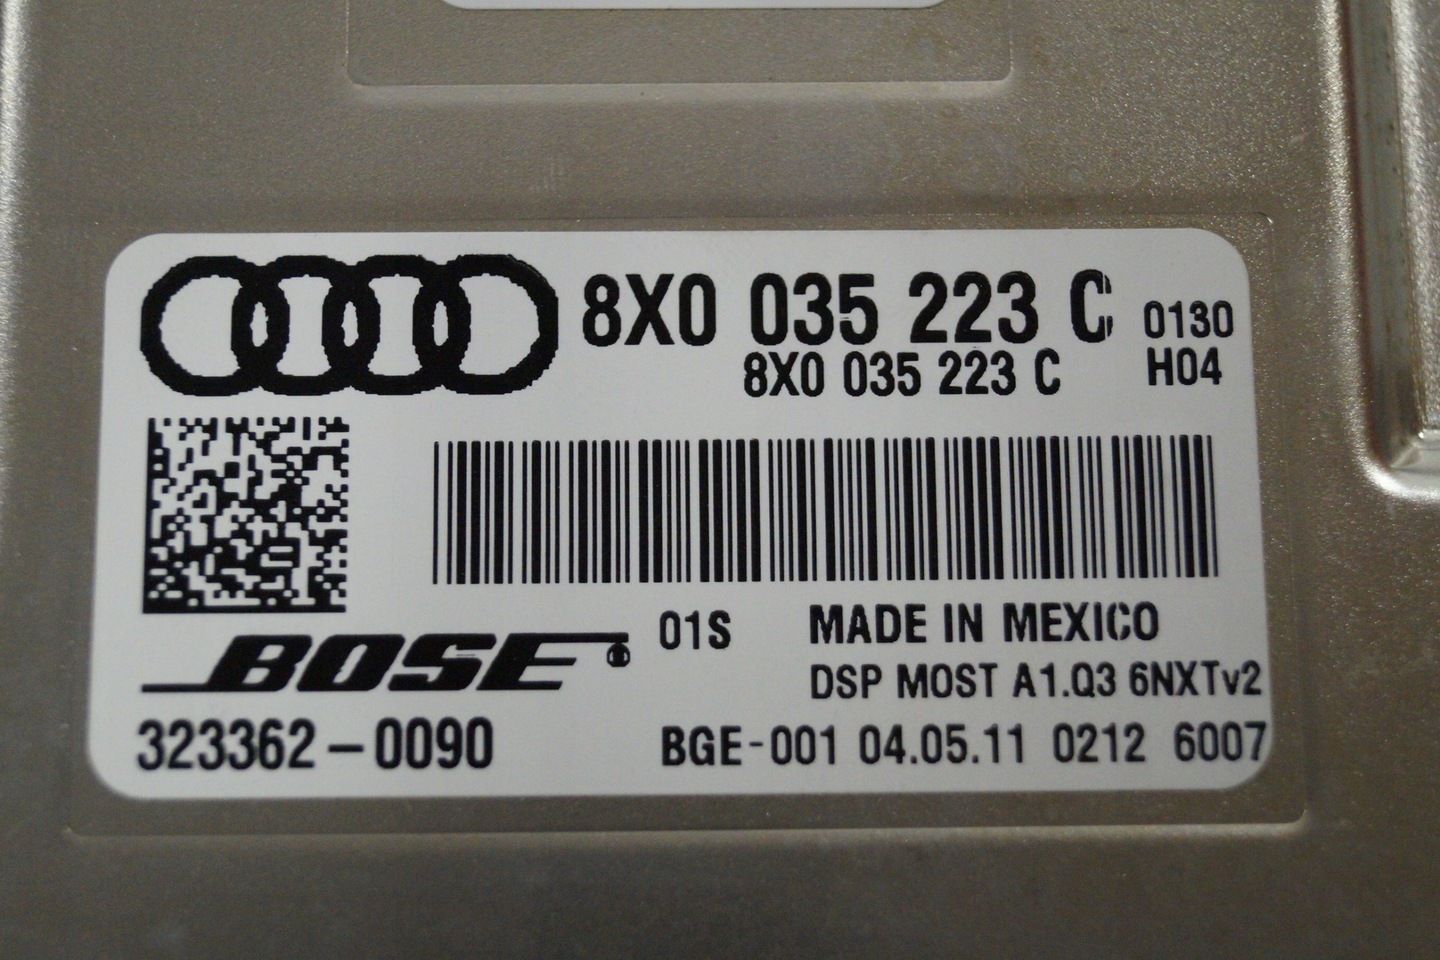 8X0 035 223 C 0130
8X0 035 223 C H04
BOSE 01S MADE IN MEXICO
DSP MOST A1.Q3 6NXTv2
323362-0090 BGE-001 04.05.11 0212 6007